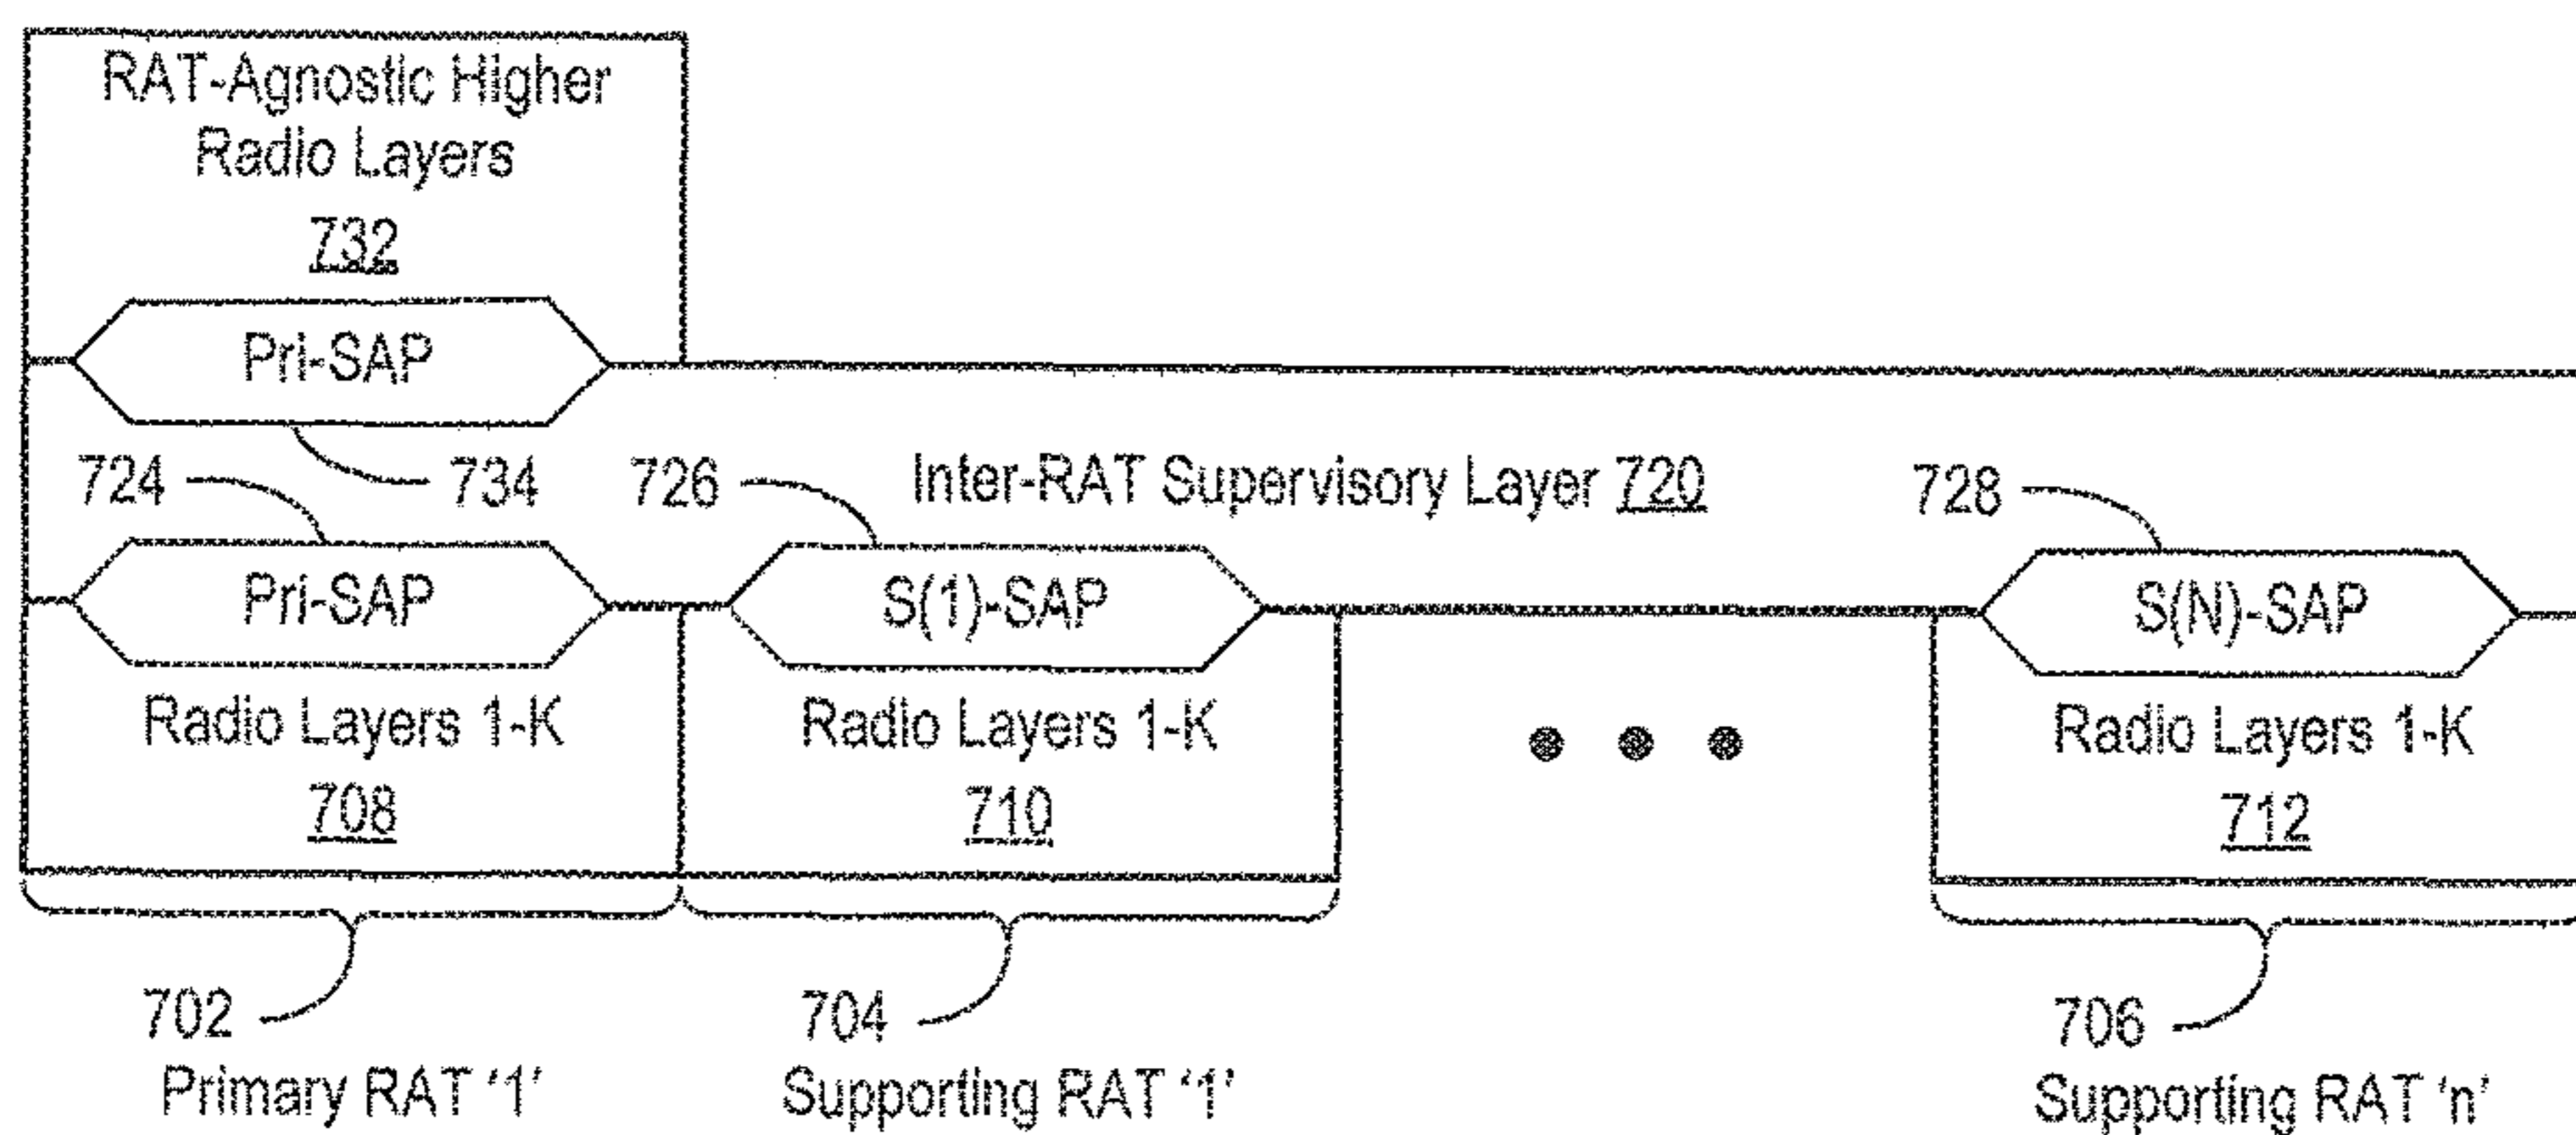 RAT-Agnostic Higher
Radio Layers
732
Pri-SAP
724
734
726
Inter-RAT Supervisory Layer 720
728
Pri-SAP
S(1)-SAP
S(N)-SAP
Radio Layers 1-K
708
Radio Layers 1-K
710
Radio Layers 1-K
712
702
Primary RAT ‘1’
704
Supporting RAT ‘1’
706
Supporting RAT ‘n’